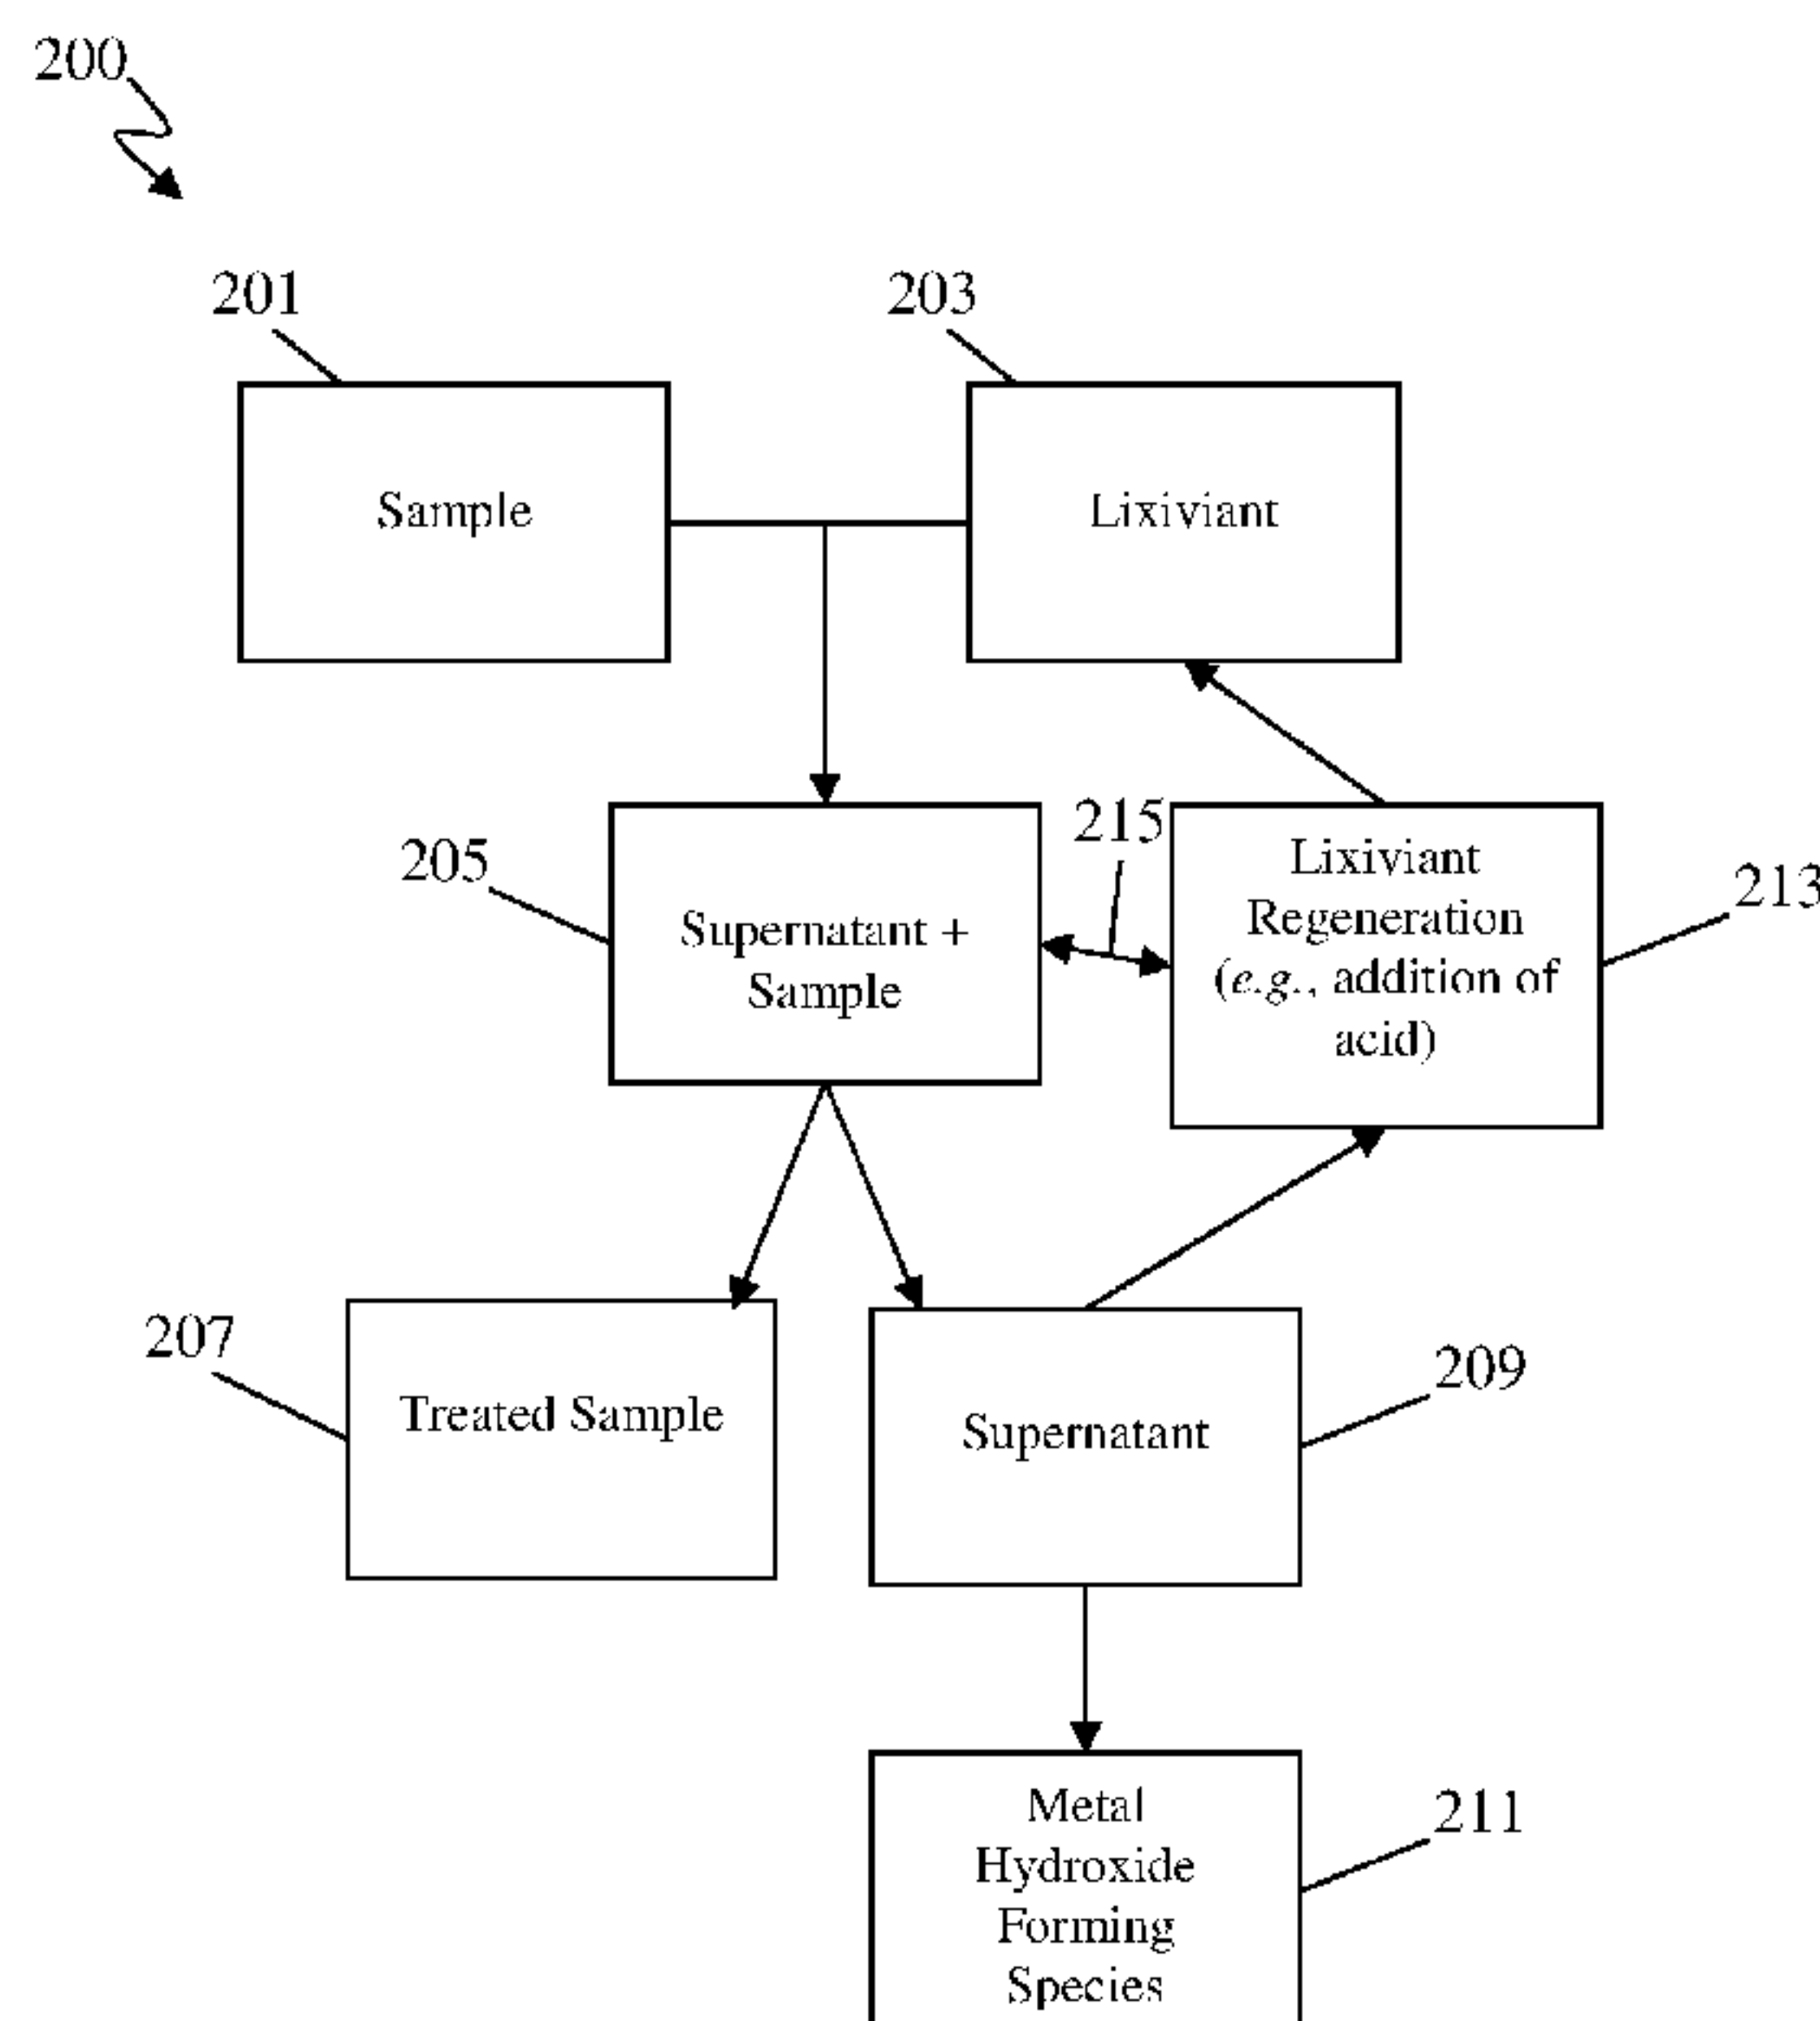 200
201
203
Sample
Lixiviant
205
215
213
Supernatant +
Sample
Lixiviant
Regeneration
(e.g., addition of
acid)
207
209
Treated Sample
Supernatant
211
Metal
Hydroxide
Forming
Species